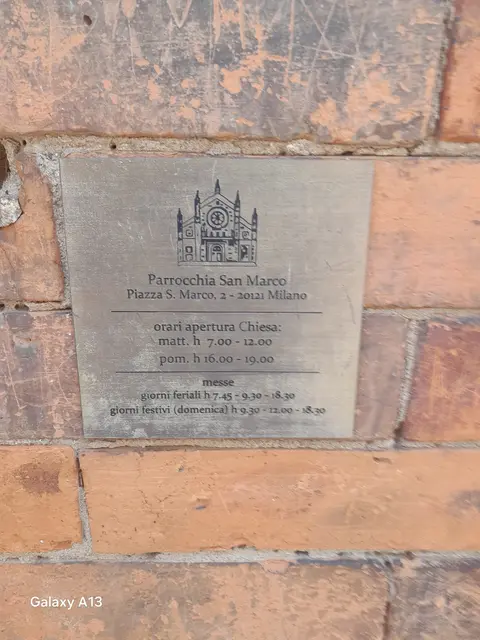 Parrocchia San Marco
Piazza S. Marco, 2 - 20121 Milano
orari apertura Chiesa:
matt. h 7.00 - 12.00
pom. h 16.00 - 19.00
messe
giorni feriali h 7.45 - 9.30 - 18.30
giorni festivi (domenica) h 9.30 - 12.00 - 18.30
Galaxy A13